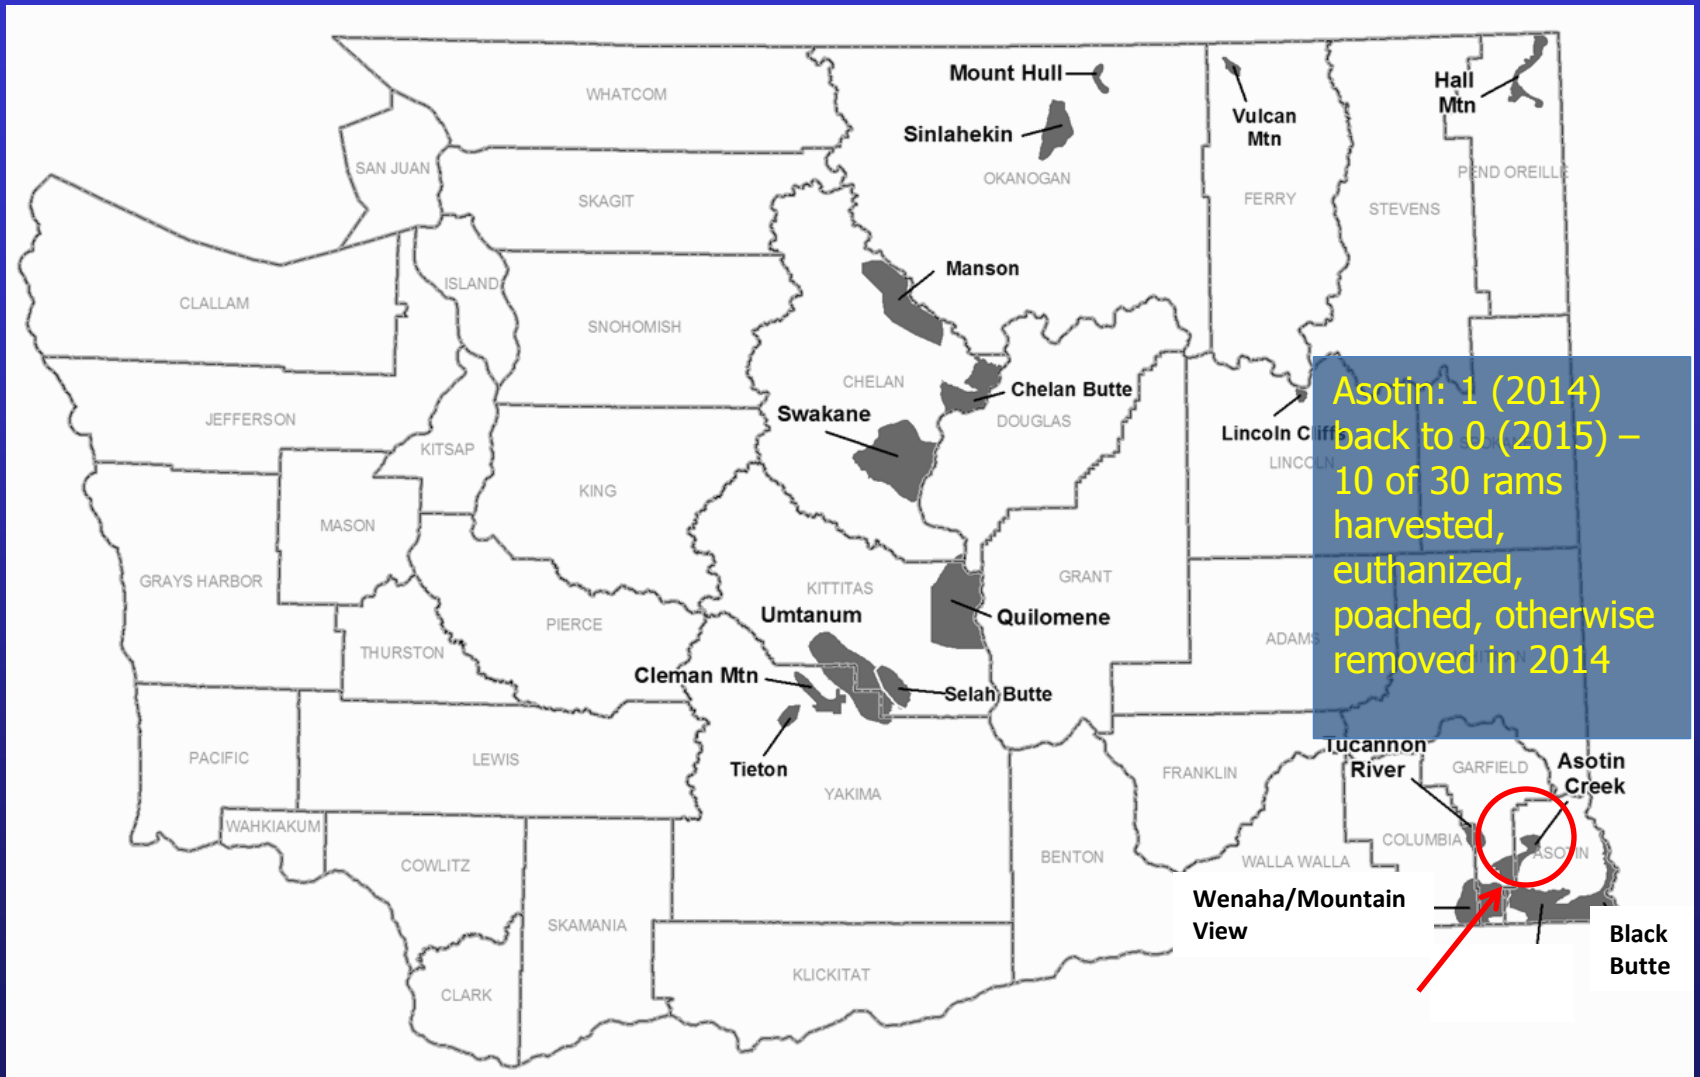 Mount Hull
Sinlahekin
Vulcan
Mtn
Hall
Mtn
WHATCOM
SAN JUAN
SKAGIT
OKANOGAN
FERRY
STEVENS
PEND OREILLE
CLALLAM
ISLAND
SNOHOMISH
Manson
CHELAN
Chelan Butte
DOUGLAS
Swakane
Lincoln Cliffs
LINCOLN
SPOKANE
Asotin: 1 (2014)
back to 0 (2015) –
10 of 30 rams
harvested,
euthanized,
poached, otherwise
removed in 2014
JEFFERSON
KITSAP
KING
MASON
GRAYS HARBOR
KITTITAS
GRANT
Umtanum
Quilomene
PIERCE
THURSTON
ADAMS
WHITMAN
Cleman Mtn
Selah Butte
Tieton
PACIFIC
LEWIS
YAKIMA
FRANKLIN
Tucannon
River
GARFIELD
Asotin
Creek
WAHKIAKUM
COWLITZ
BENTON
WALLA WALLA
COLUMBIA
ASOTIN
SKAMANIA
Wenaha/Mountain
View
Black
Butte
CLARK
KLICKITAT